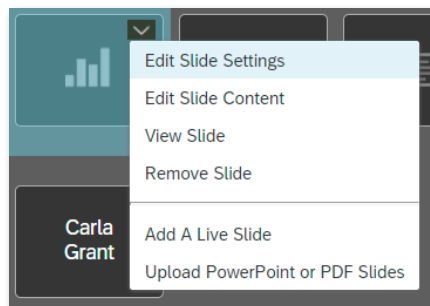 Edit Slide Settings
Edit Slide Content
View Slide
Remove Slide
Add A Live Slide
Upload PowerPoint or PDF Slides
Carla
Grant